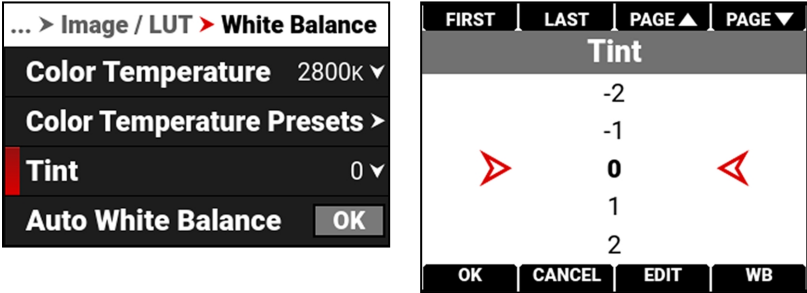 ... > Image / LUT > White Balance
Color Temperature 2800K
Color Temperature Presets >
Tint 0
Auto White Balance OK
FIRST LAST PAGE▲ PAGE▼
Tint
-2
-1
0
1
2
OK CANCEL EDIT WB